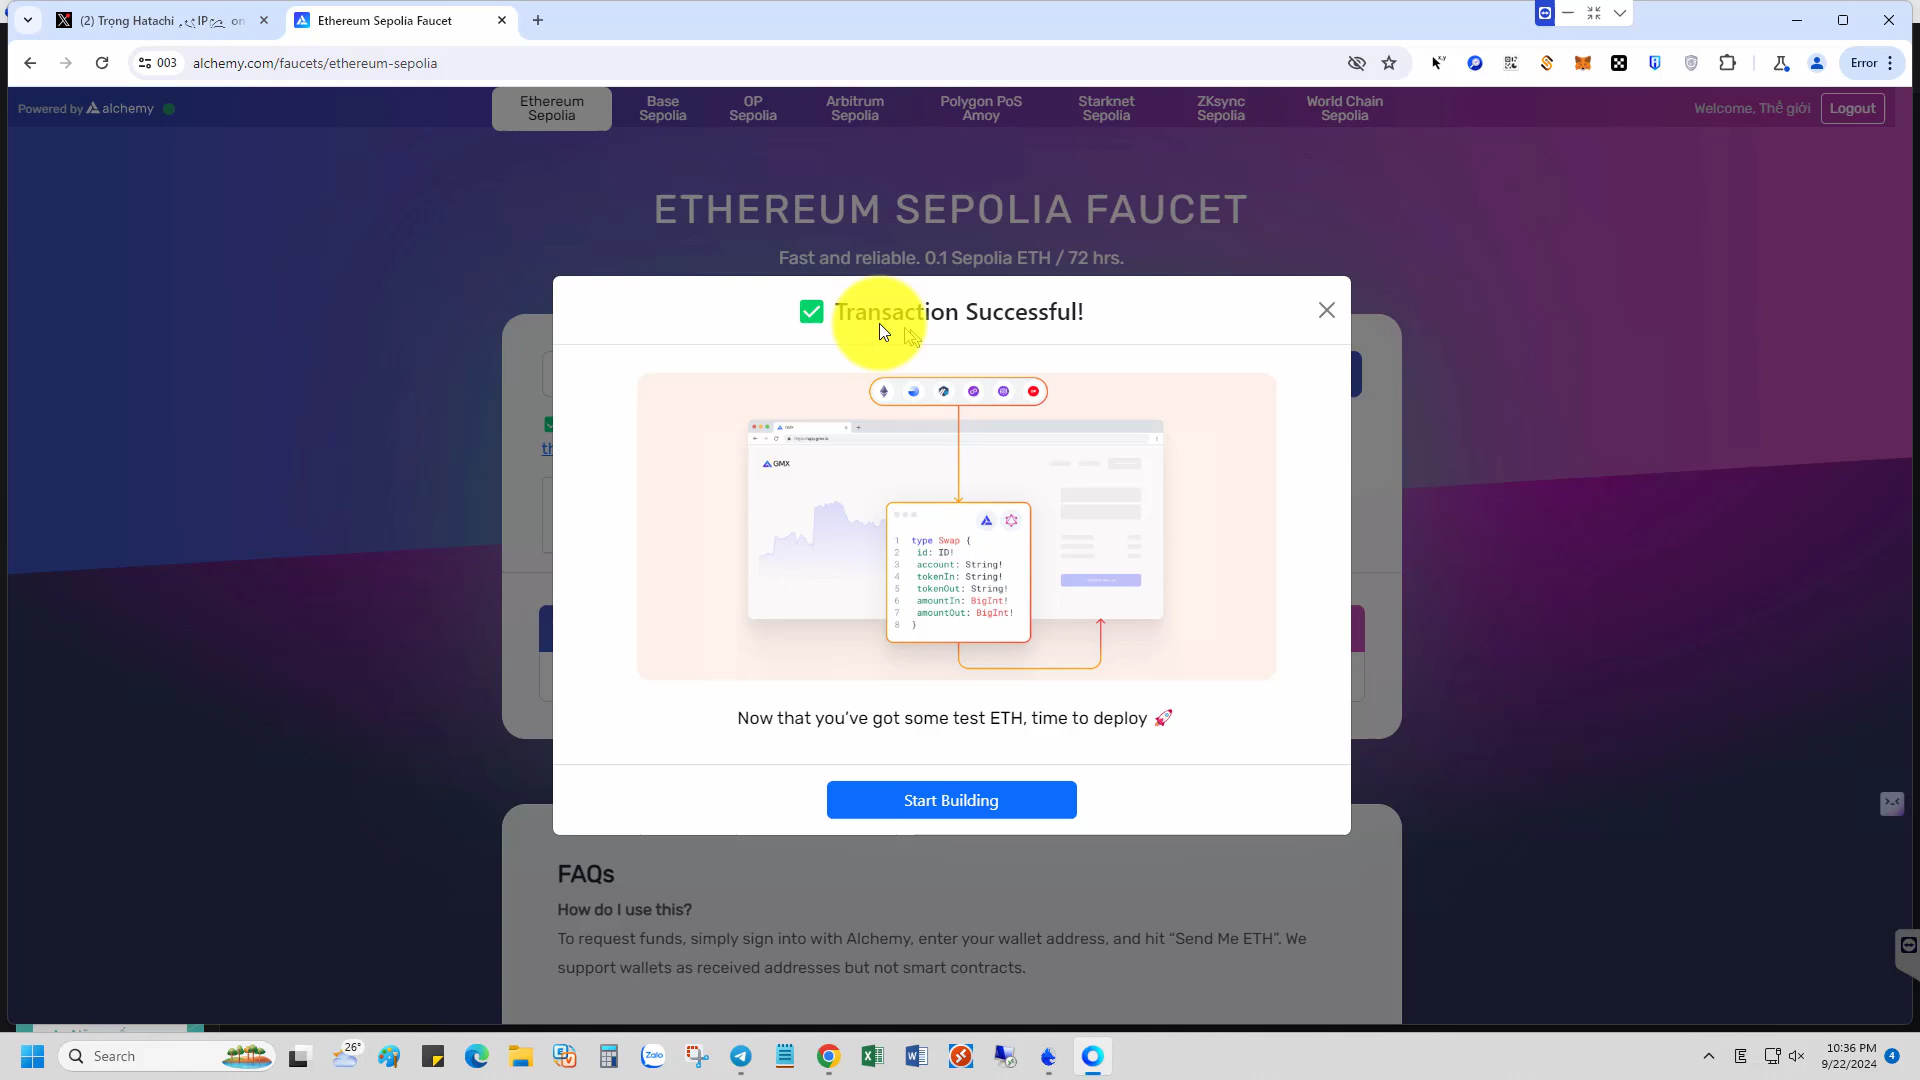 (2) Trọng Hatachi
Ethereum Sepolia Faucet
003
alchemy.com/faucets/ethereum-sepolia
Error
Powered by alchemy
Ethereum
Sepolia
Base
Sepolia
OP
Sepolia
Arbitrum
Sepolia
Polygon PoS
Amoy
Starknet
Sepolia
ZKsync
Sepolia
World Chain
Sepolia
Welcome, Thế giới
Logout
ETHEREUM SEPOLIA FAUCET
Fast and reliable. 0.1 Sepolia ETH / 72 hrs.
Transaction Successful!
GMX
GMX
1 type Swap {
2 id: ID!
3 account: String!
4 tokenIn: String!
5 tokenOut: String!
6 amountIn: BigInt!
7 amountOut: BigInt!
8 }
Now that you've got some test ETH, time to deploy 🚀
Start Building
FAQs
How do I use this?
To request funds, simply sign into with Alchemy, enter your wallet address, and hit “Send Me ETH”. We
support wallets as received addresses but not smart contracts.
Search
26°
Zalo
10:36 PM
9/22/2024
4